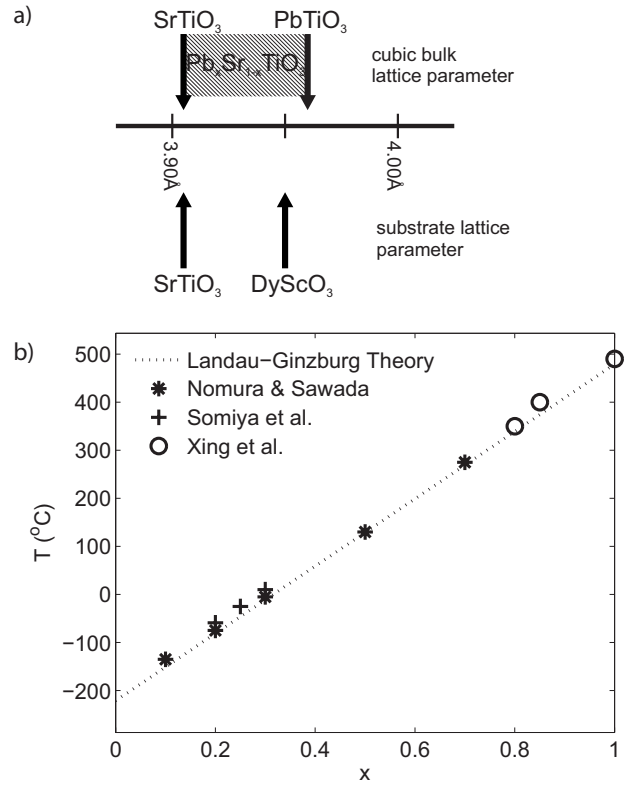 a)
SrTiO₃ PbTiO₃
PbₓSr₁₋ₓTiO₃
cubic bulk
lattice parameter
3.90Å
4.00Å
substrate lattice
parameter
SrTiO₃ DyScO₃
b)
500
400
300
200
100
0
−100
−200
T (°C)
Landau−Ginzburg Theory
Nomura & Sawada
Somiya et al.
Xing et al.
0 0.2 0.4 0.6 0.8 1
x